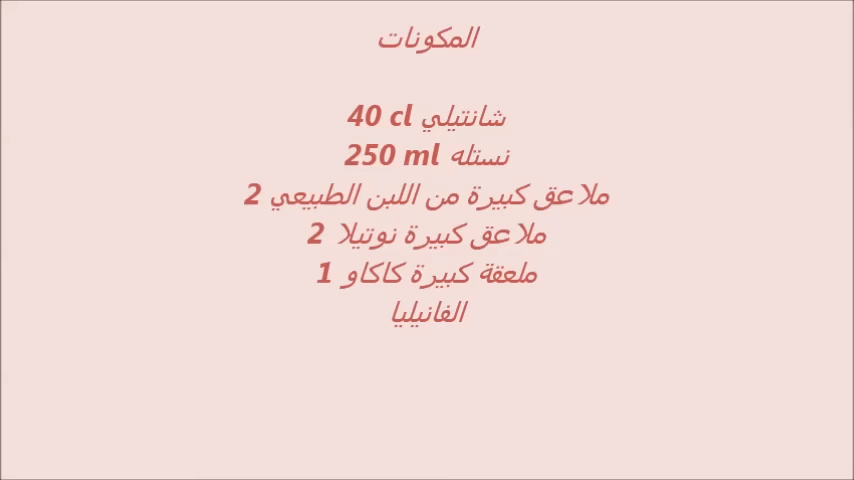 المكونات
شانتيلي 40 cl
نستله 250 ml
ملاعق كبيرة من اللبن الطبيعي 2
ملاعق كبيرة نوتيلا 2
ملعقة كبيرة كاكاو 1
الفانيليا